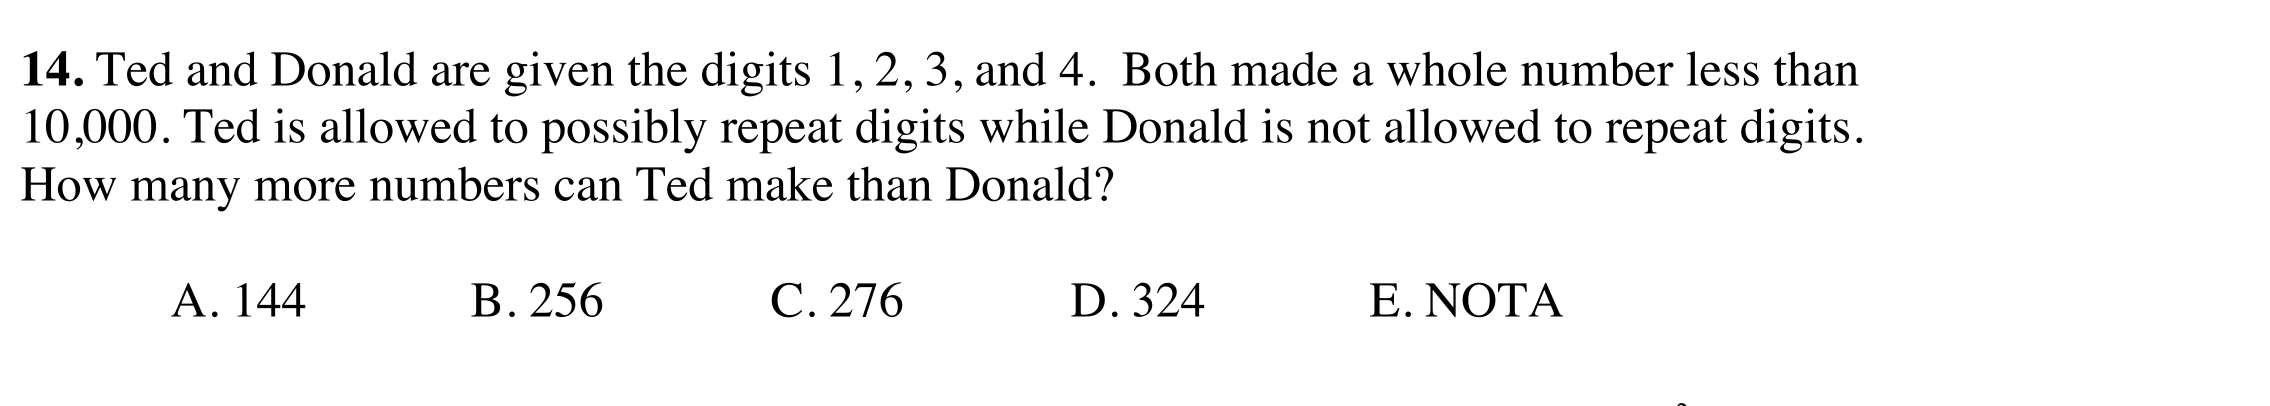 14. Ted and Donald are given the digits 1, 2, 3, and 4.  Both made a whole number less than
10,000. Ted is allowed to possibly repeat digits while Donald is not allowed to repeat digits.
How many more numbers can Ted make than Donald?
A. 144 B. 256 C. 276 D. 324 E. NOTA